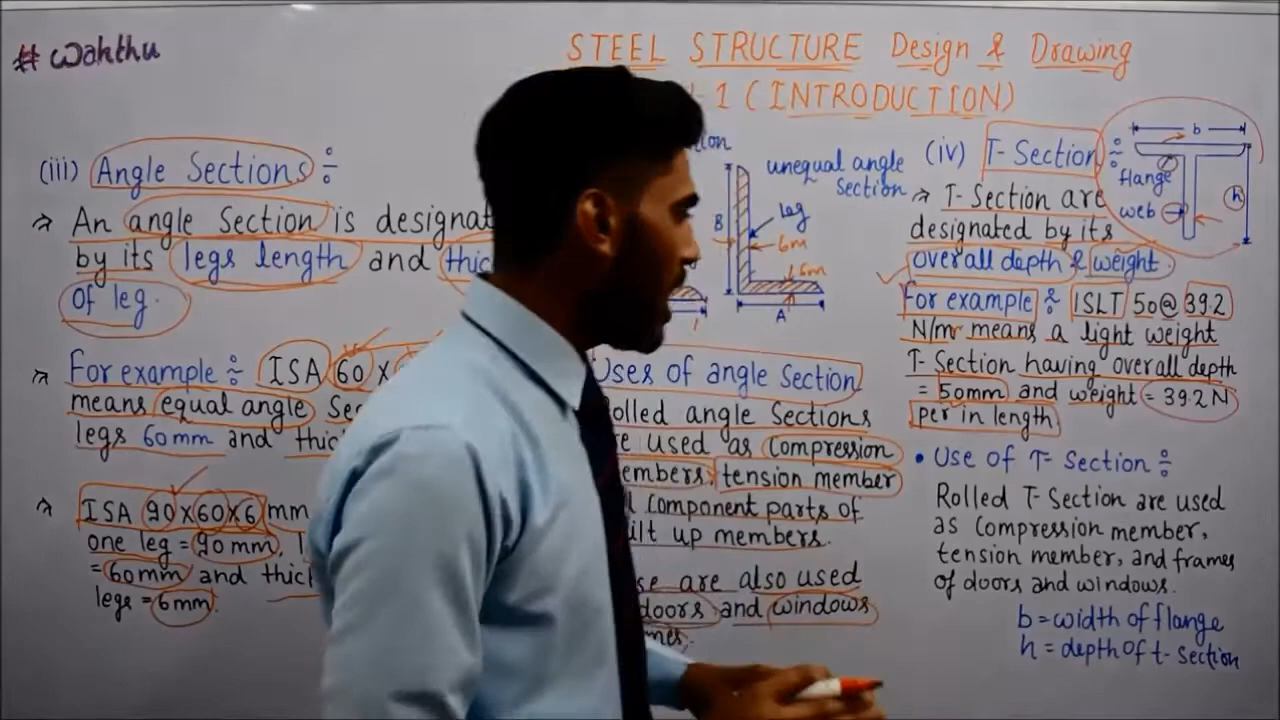 # Wahthu
STEEL STRUCTURE Design & Drawing
1 (INTRODUCTION)
(iii) Angle Sections :-
An angle Section is designat
by its legs length and thic
of leg.
For example :- ISA 60 X
means equal angle Sec
legs 60mm and thic
ISA 90X60X6 mm
one leg = 90mm, l
= 60mm and thic
legs = 6mm.
unequal angle
Section
B
leg
6m
6m
A
Uses of angle Section
olled angle Sections
re used as Compression
embers, tension member
l Component parts of
ilt up members.
se are also used
doors and windows
mes.
(iv) T-Section :-
b
flange
web
h
T-Section are
designated by its
overall depth & weight.
For example :- ISLT 50@ 39.2
N/m means a light weight
T-Section having overall depth
= 50mm and weight = 39.2 N
per m length
• Use of T-Section :-
Rolled T-Section are used
as Compression member,
tension member, and frames
of doors and windows.
b = width of flange
h = depth of t-section